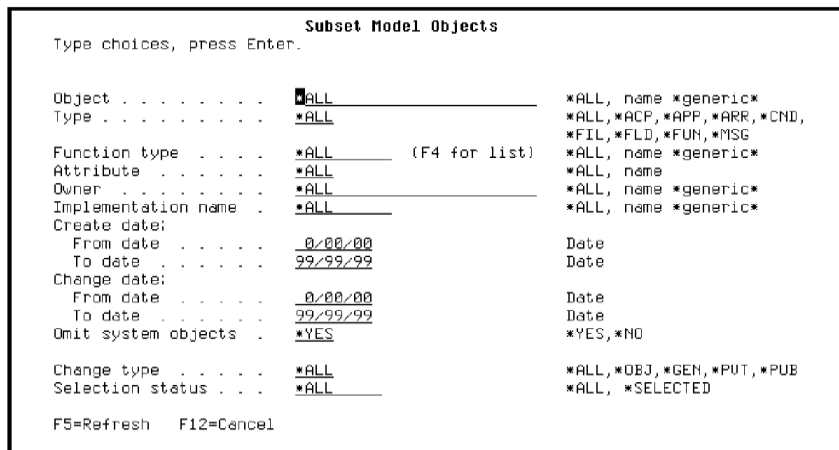 Subset Model Objects
Type choices, press Enter.
Object . . . . . . . . *ALL *ALL, name *generic*
Type . . . . . . . . . *ALL *ALL,*ACP,*APP,*ARR,*CND,
*FIL,*FLD,*FUN,*MSG
Function type . . . . *ALL (F4 for list) *ALL, name *generic*
Attribute . . . . . . *ALL *ALL, name
Owner . . . . . . . . *ALL *ALL, name *generic*
Implementation name . *ALL *ALL, name *generic*
Create date:
From date . . . . . 0/00/00 Date
To date . . . . . . 99/99/99 Date
Change date:
From date . . . . . 0/00/00 Date
To date . . . . . . 99/99/99 Date
Omit system objects . *YES *YES,*NO
Change type . . . . . *ALL *ALL,*OBJ,*GEN,*PVT,*PUB
Selection status . . . *ALL *ALL, *SELECTED
F5=Refresh F12=Cancel